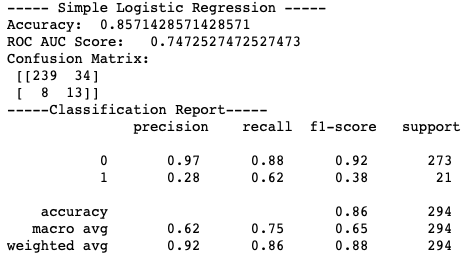 ----- Simple Logistic Regression -----
Accuracy:  0.8571428571428571
ROC AUC Score:   0.7472527472527473
Confusion Matrix:
[[239  34]
[  8  13]]
-----Classification Report-----
precision    recall  f1-score   support
0       0.97      0.88      0.92       273
1       0.28      0.62      0.38        21
accuracy                           0.86       294
macro avg       0.62      0.75      0.65       294
weighted avg       0.92      0.86      0.88       294